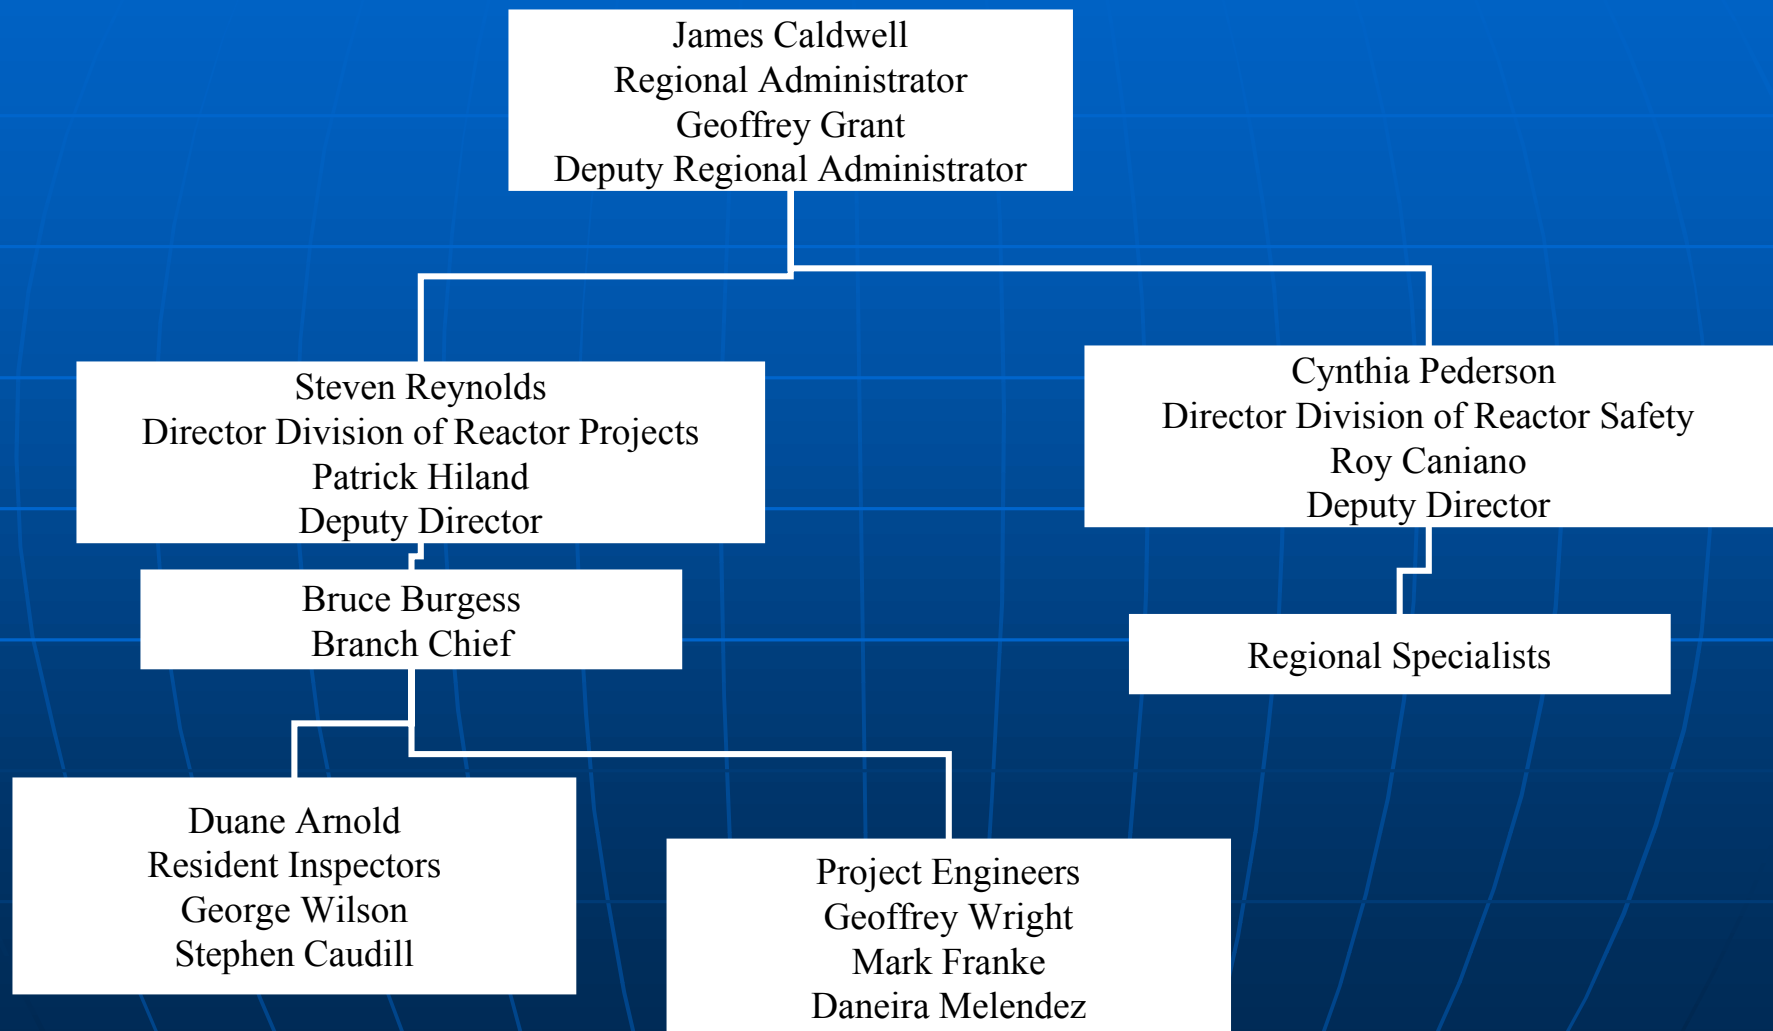 James Caldwell
Regional Administrator
Geoffrey Grant
Deputy Regional Administrator
Steven Reynolds
Director Division of Reactor Projects
Patrick Hiland
Deputy Director
Cynthia Pederson
Director Division of Reactor Safety
Roy Caniano
Deputy Director
Bruce Burgess
Branch Chief
Regional Specialists
Duane Arnold
Resident Inspectors
George Wilson
Stephen Caudill
Project Engineers
Geoffrey Wright
Mark Franke
Daneira Melendez